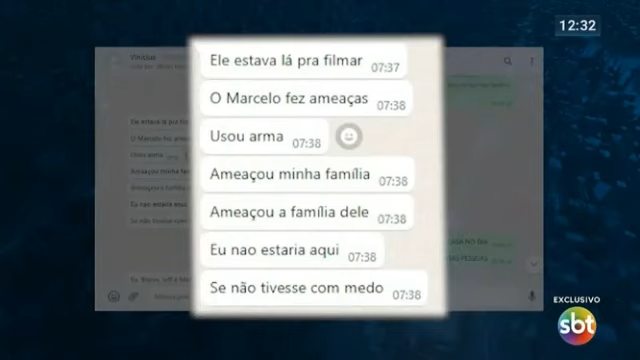 12:32
Ele estava lá pra filmar 07:37
O Marcelo fez ameaças 07:38
Usou arma 07:38
Ameaçou minha família 07:38
Ameaçou a família dele 07:38
Eu nao estaria aqui 07:38
Se não tivesse com medo 07:38
EXCLUSIVO
sbt